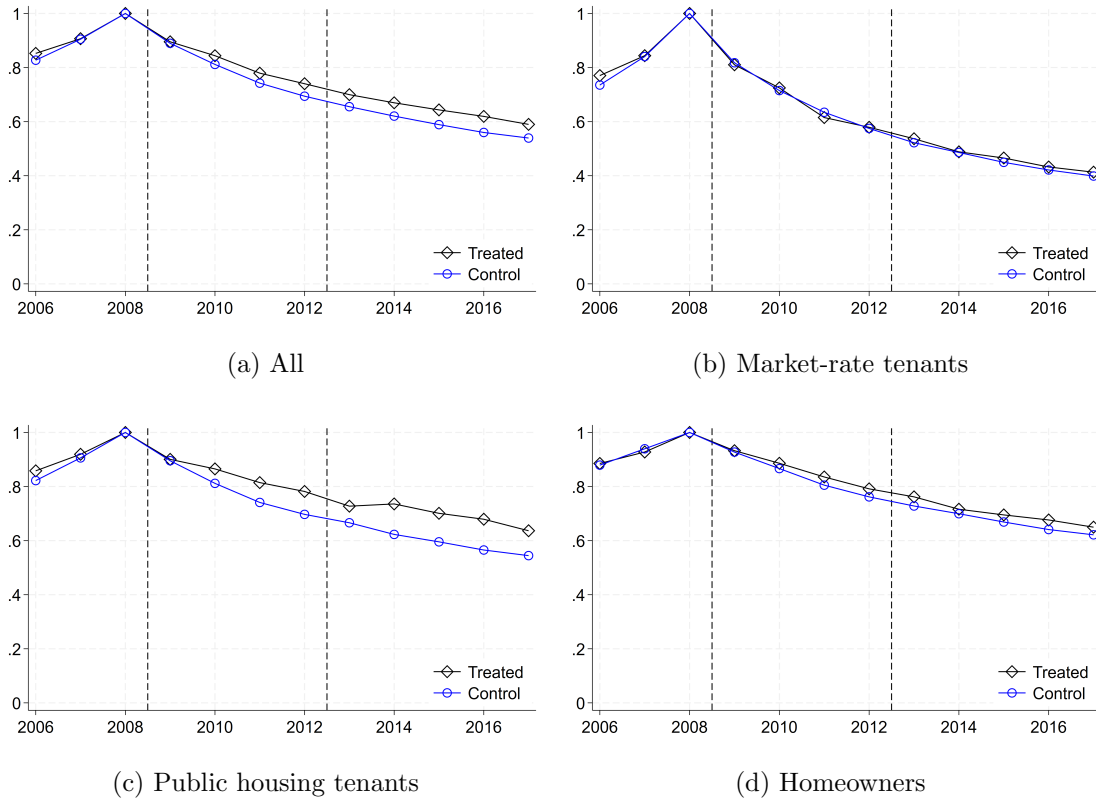 1
.8
.6
.4
.2
0
Treated
Control
2006 2008 2010 2012 2014 2016
(a) All
1
.8
.6
.4
.2
0
Treated
Control
2006 2008 2010 2012 2014 2016
(b) Market-rate tenants
1
.8
.6
.4
.2
0
Treated
Control
2006 2008 2010 2012 2014 2016
(c) Public housing tenants
1
.8
.6
.4
.2
0
Treated
Control
2006 2008 2010 2012 2014 2016
(d) Homeowners